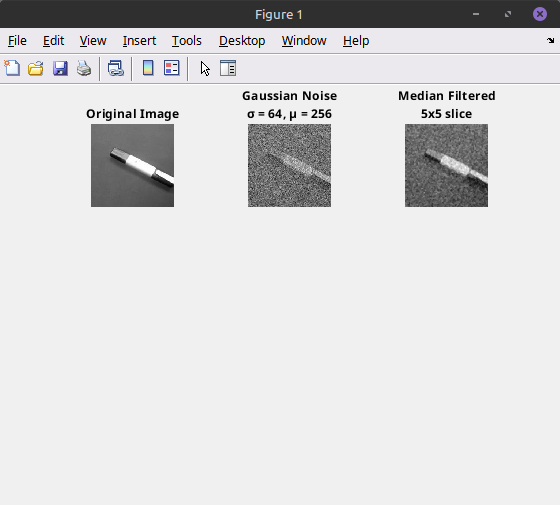 Figure 1
File Edit View Insert Tools Desktop Window Help
Original Image
Gaussian Noise
σ = 64, μ = 256
Median Filtered
5x5 slice